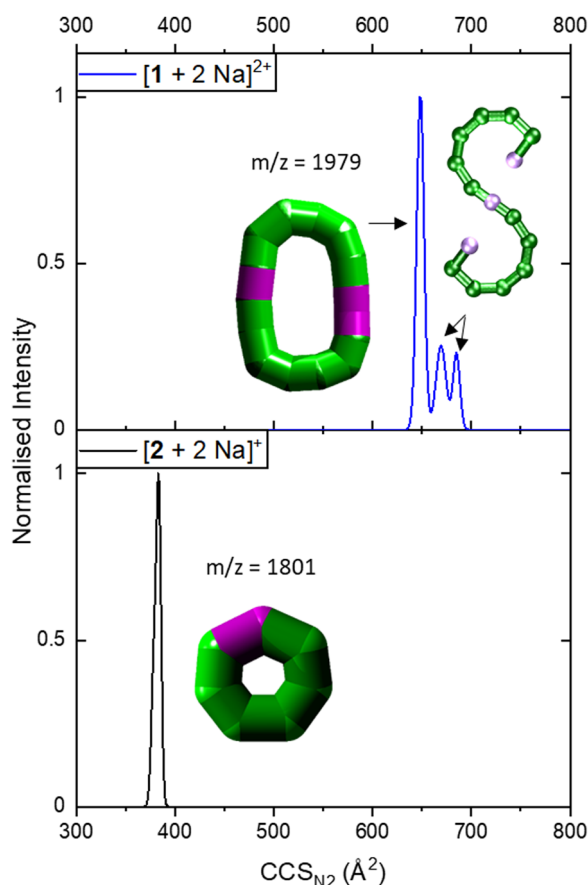 300 400 500 600 700 800
[1 + 2 Na]2+
m/z = 1979
1
0.5
0
[2 + 2 Na]+
m/z = 1801
1
0.5
0
300 400 500 600 700 800
Normalised Intensity
CCSN2 (Å2)